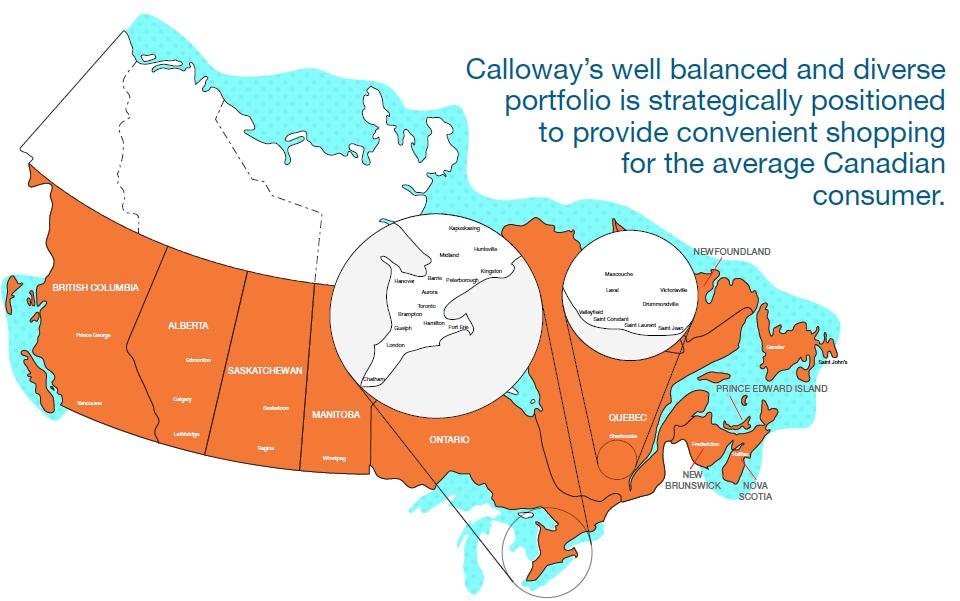 Calloway's well balanced and diverse
portfolio is strategically positioned
to provide convenient shopping
for the average Canadian
consumer.
Kapuskasing
Huntsville
Midland
Kingston
Hanover
Barrie
Peterborough
Aurora
Toronto
Brampton
Hamilton
Guelph
Fort Erie
London
Chatham
Mascouche
Laval
Victoriaville
Drummondville
Valleyfield
Saint Constant
Saint Laurent
Saint Jean
NEWFOUNDLAND
BRITISH COLUMBIA
Prince George
Vancouver
ALBERTA
Edmonton
Calgary
Lethbridge
SASKATCHEWAN
Saskatoon
Regina
MANITOBA
Winnipeg
ONTARIO
QUEBEC
Sherbrooke
Gander
Saint John's
PRINCE EDWARD ISLAND
Fredericton
Halifax
NEW
BRUNSWICK
NOVA
SCOTIA